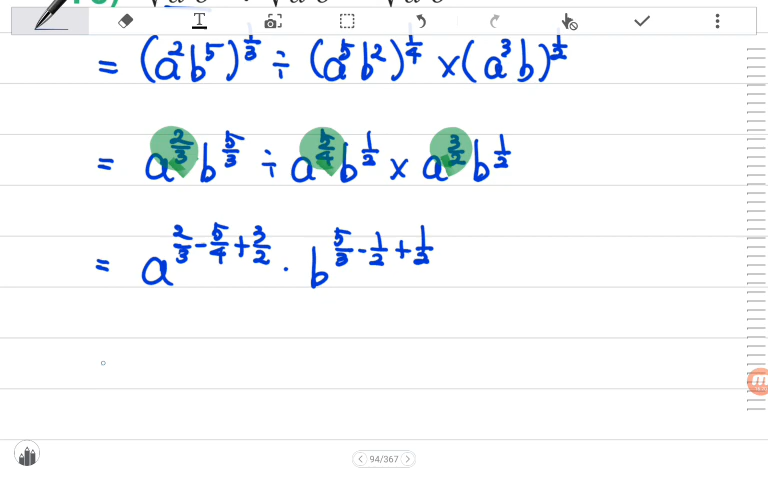 = (a²b⁵)^{1/3} ÷ (a⁵b²)^{1/4} × (a³b)^{1/2}
= a^{2/3} b^{5/3} ÷ a^{5/4} b^{1/2} × a^{3/2} b^{1/2}
= a^{2/3 - 5/4 + 3/2} · b^{5/3 - 1/2 + 1/2}
94/367